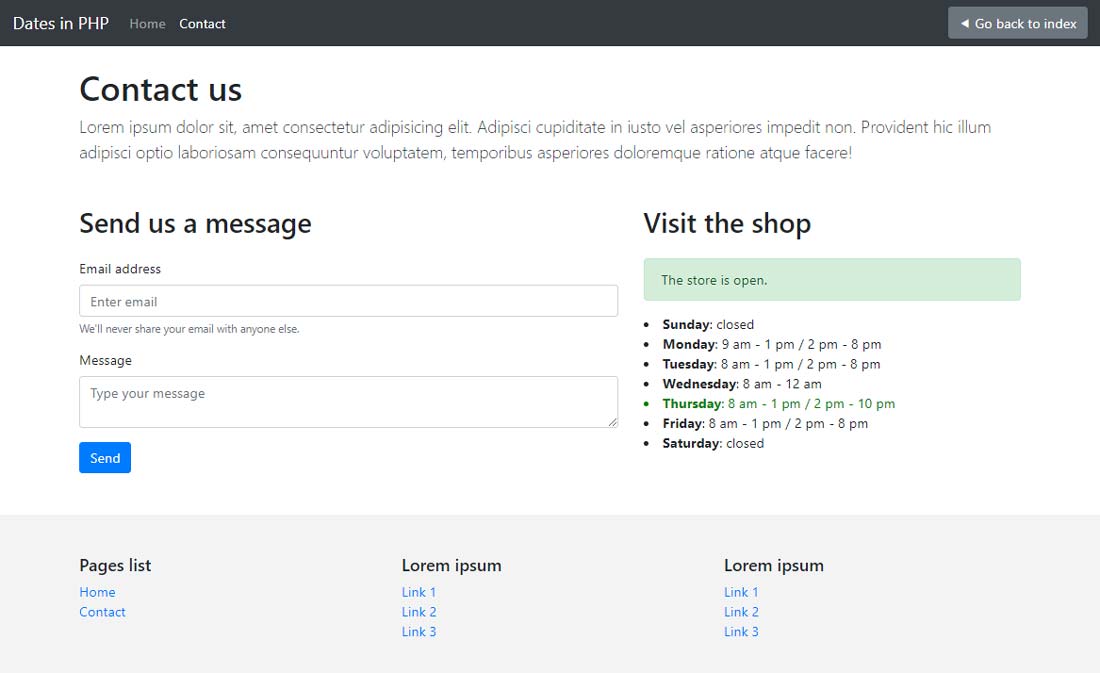 Dates in PHP Home Contact ◄ Go back to index
Contact us
Lorem ipsum dolor sit, amet consectetur adipisicing elit. Adipisci cupiditate in iusto vel asperiores impedit non. Provident hic illum
adipisci optio laboriosam consequuntur voluptatem, temporibus asperiores doloremque ratione atque facere!
Send us a message
Email address
Enter email
We'll never share your email with anyone else.
Message
Type your message
Send
Visit the shop
The store is open.
• Sunday: closed
• Monday: 9 am - 1 pm / 2 pm - 8 pm
• Tuesday: 8 am - 1 pm / 2 pm - 8 pm
• Wednesday: 8 am - 12 am
• Thursday: 8 am - 1 pm / 2 pm - 10 pm
• Friday: 8 am - 1 pm / 2 pm - 8 pm
• Saturday: closed
Pages list
Home
Contact
Lorem ipsum
Link 1
Link 2
Link 3
Lorem ipsum
Link 1
Link 2
Link 3